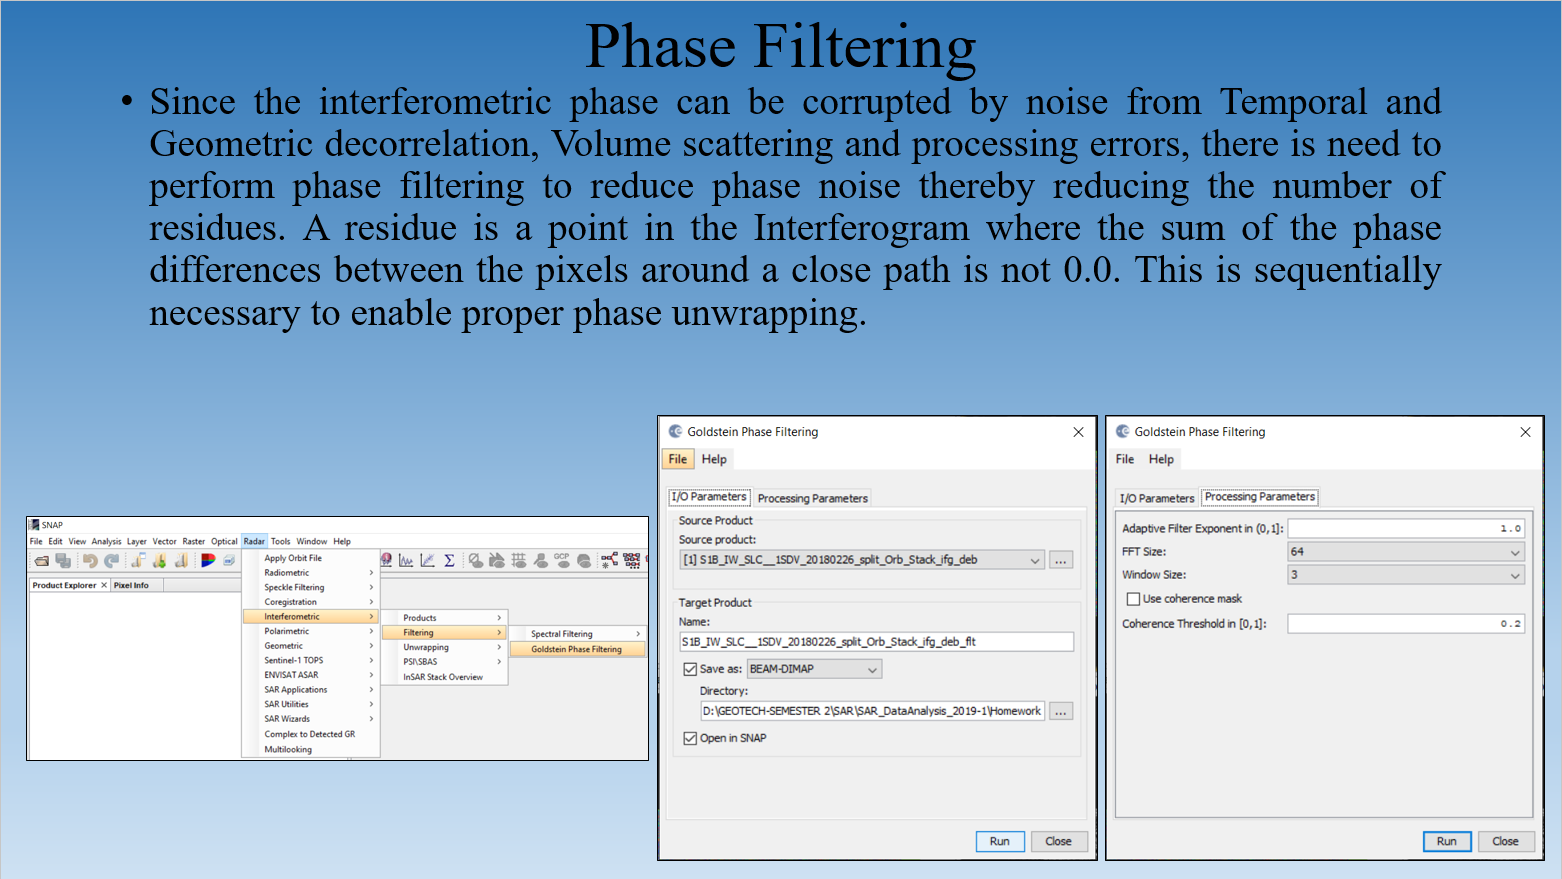 Phase Filtering
• Since the interferometric phase can be corrupted by noise from Temporal and
Geometric decorrelation, Volume scattering and processing errors, there is need to
perform phase filtering to reduce phase noise thereby reducing the number of
residues. A residue is a point in the Interferogram where the sum of the phase
differences between the pixels around a close path is not 0.0. This is sequentially
necessary to enable proper phase unwrapping.
SNAP
File Edit View Analysis Layer Vector Raster Optical Radar Tools Window Help
GCP
Product Explorer × Pixel Info
Apply Orbit File
Radiometric
Speckle Filtering
Coregistration
Interferometric
Polarimetric
Geometric
Sentinel-1 TOPS
ENVISAT ASAR
SAR Applications
SAR Utilities
SAR Wizards
Complex to Detected GR
Multilooking
Products
Filtering
Unwrapping
PSI\SBAS
InSAR Stack Overview
Spectral Filtering
Goldstein Phase Filtering
Goldstein Phase Filtering
File Help
I/O Parameters Processing Parameters
Source Product
Source product:
[1] S1B_IW_SLC__1SDV_20180226_split_Orb_Stack_ifg_deb
...
Target Product
Name:
S1B_IW_SLC__1SDV_20180226_split_Orb_Stack_ifg_deb_flt
Save as: BEAM-DIMAP
Directory:
D:\GEOTECH-SEMESTER 2\SAR\SAR_DataAnalysis_2019-1\Homework
...
Open in SNAP
Run Close
Goldstein Phase Filtering
File Help
I/O Parameters Processing Parameters
Adaptive Filter Exponent in (0,1]: 1.0
FFT Size: 64
Window Size: 3
Use coherence mask
Coherence Threshold in [0,1]: 0.2
Run Close